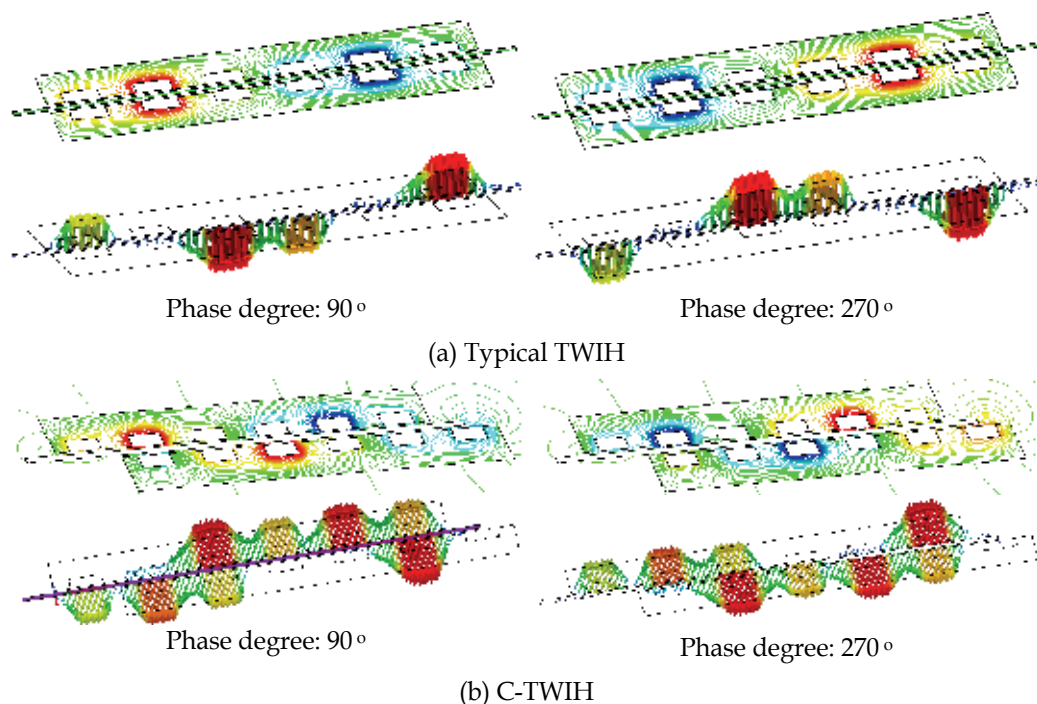 Phase degree: 90 o
Phase degree: 270 o
(a) Typical TWIH
Phase degree: 90 o
Phase degree: 270 o
(b) C-TWIH